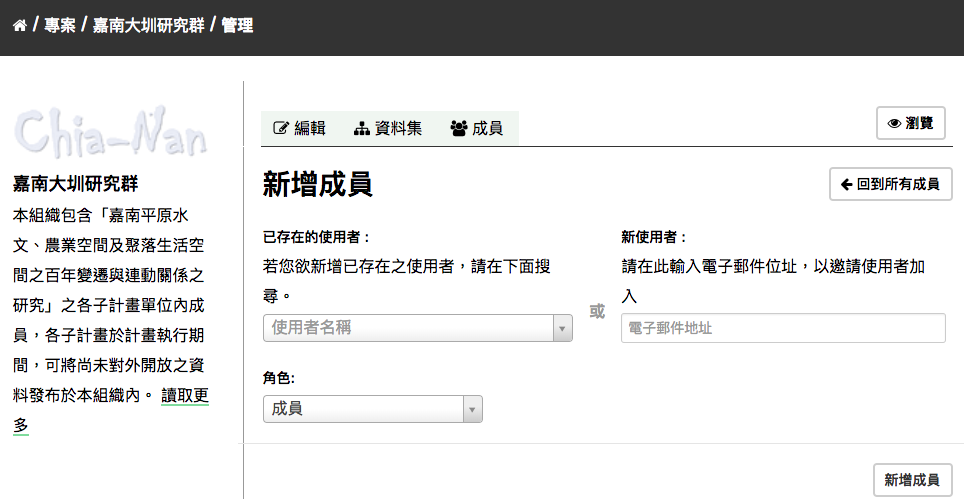 / 專案 / 嘉南大圳研究群 / 管理
Chia-Nan
嘉南大圳研究群
本組織包含「嘉南平原水
文、農業空間及聚落生活空
間之百年變遷與連動關係之
研究」之各子計畫單位內成
員，各子計畫於計畫執行期
間，可將尚未對外開放之資
料發布於本組織內。 讀取更
多
編輯 資料集 成員
瀏覽
新增成員
回到所有成員
已存在的使用者：
若您欲新增已存在之使用者，請在下面搜
尋。
使用者名稱
或
新使用者：
請在此輸入電子郵件位址，以邀請使用者加
入
電子郵件地址
角色:
成員
新增成員